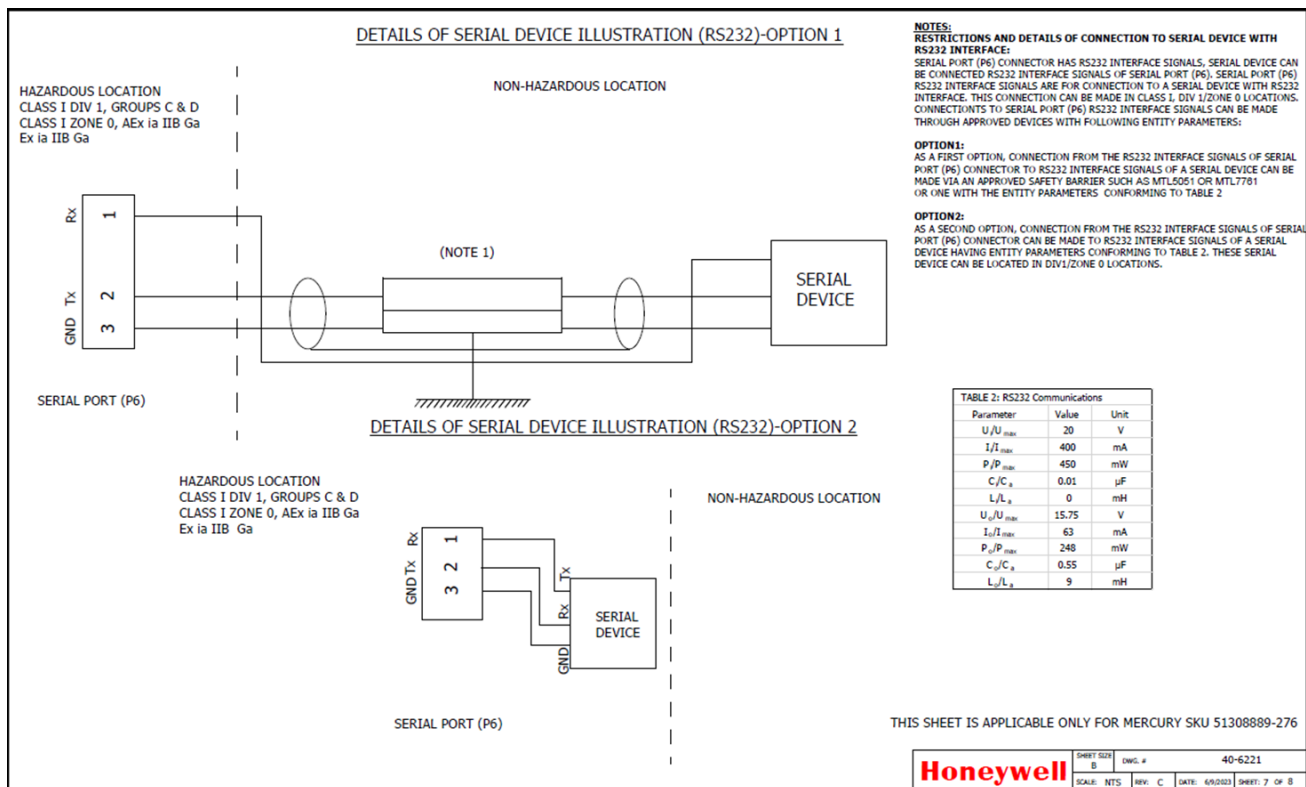 DETAILS OF SERIAL DEVICE ILLUSTRATION (RS232)-OPTION 1
HAZARDOUS LOCATION
CLASS I DIV 1, GROUPS C & D
CLASS I ZONE 0, AEx ia IIB Ga
Ex ia IIB Ga
NON-HAZARDOUS LOCATION
Rx 1
Tx 2
GND 3
(NOTE 1)
SERIAL
DEVICE
SERIAL PORT (P6)
DETAILS OF SERIAL DEVICE ILLUSTRATION (RS232)-OPTION 2
HAZARDOUS LOCATION
CLASS I DIV 1, GROUPS C & D
CLASS I ZONE 0, AEx ia IIB Ga
Ex ia IIB Ga
NON-HAZARDOUS LOCATION
Rx 1
Tx 2
GND 3
Tx
Rx
GND
SERIAL
DEVICE
SERIAL PORT (P6)
NOTES:
RESTRICTIONS AND DETAILS OF CONNECTION TO SERIAL DEVICE WITH
RS232 INTERFACE:
SERIAL PORT (P6) CONNECTOR HAS RS232 INTERFACE SIGNALS, SERIAL DEVICE CAN
BE CONNECTED RS232 INTERFACE SIGNALS OF SERIAL PORT (P6). SERIAL PORT (P6)
RS232 INTERFACE SIGNALS ARE FOR CONNECTION TO A SERIAL DEVICE WITH RS232
INTERFACE. THIS CONNECTION CAN BE MADE IN CLASS I, DIV 1/ZONE 0 LOCATIONS.
CONNECTIONTS TO SERIAL PORT (P6) RS232 INTERFACE SIGNALS CAN BE MADE
THROUGH APPROVED DEVICES WITH FOLLOWING ENTITY PARAMETERS:
OPTION1:
AS A FIRST OPTION, CONNECTION FROM THE RS232 INTERFACE SIGNALS OF SERIAL
PORT (P6) CONNECTOR TO RS232 INTERFACE SIGNALS OF A SERIAL DEVICE CAN BE
MADE VIA AN APPROVED SAFETY BARRIER SUCH AS MTL5051 OR MTL7761
OR ONE WITH THE ENTITY PARAMETERS CONFORMING TO TABLE 2
OPTION2:
AS A SECOND OPTION, CONNECTION FROM THE RS232 INTERFACE SIGNALS OF SERIAL
PORT (P6) CONNECTOR CAN BE MADE TO RS232 INTERFACE SIGNALS OF A SERIAL
DEVICE HAVING ENTITY PARAMETERS CONFORMING TO TABLE 2. THESE SERIAL
DEVICE CAN BE LOCATED IN DIV1/ZONE 0 LOCATIONS.
TABLE 2: RS232 Communications
Parameter Value Unit
Ui/Umax 20 V
Ii/Imax 400 mA
Pi/Pmax 450 mW
Ci/Ca 0.01 µF
Li/La 0 mH
Uo/Umax 15.75 V
Io/Imax 63 mA
Po/Pmax 248 mW
Co/Ca 0.55 µF
Lo/La 9 mH
THIS SHEET IS APPLICABLE ONLY FOR MERCURY SKU 51308889-276
Honeywell
SHEET SIZE
B
DWG. # 40-6221
SCALE: NTS REV: C DATE: 6/9/2023 SHEET: 7 OF 8